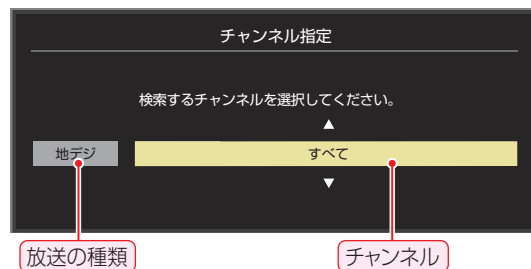 チャンネル指定
検索するチャンネルを選択してください。
▲
地デジ すべて
▼
放送の種類 チャンネル